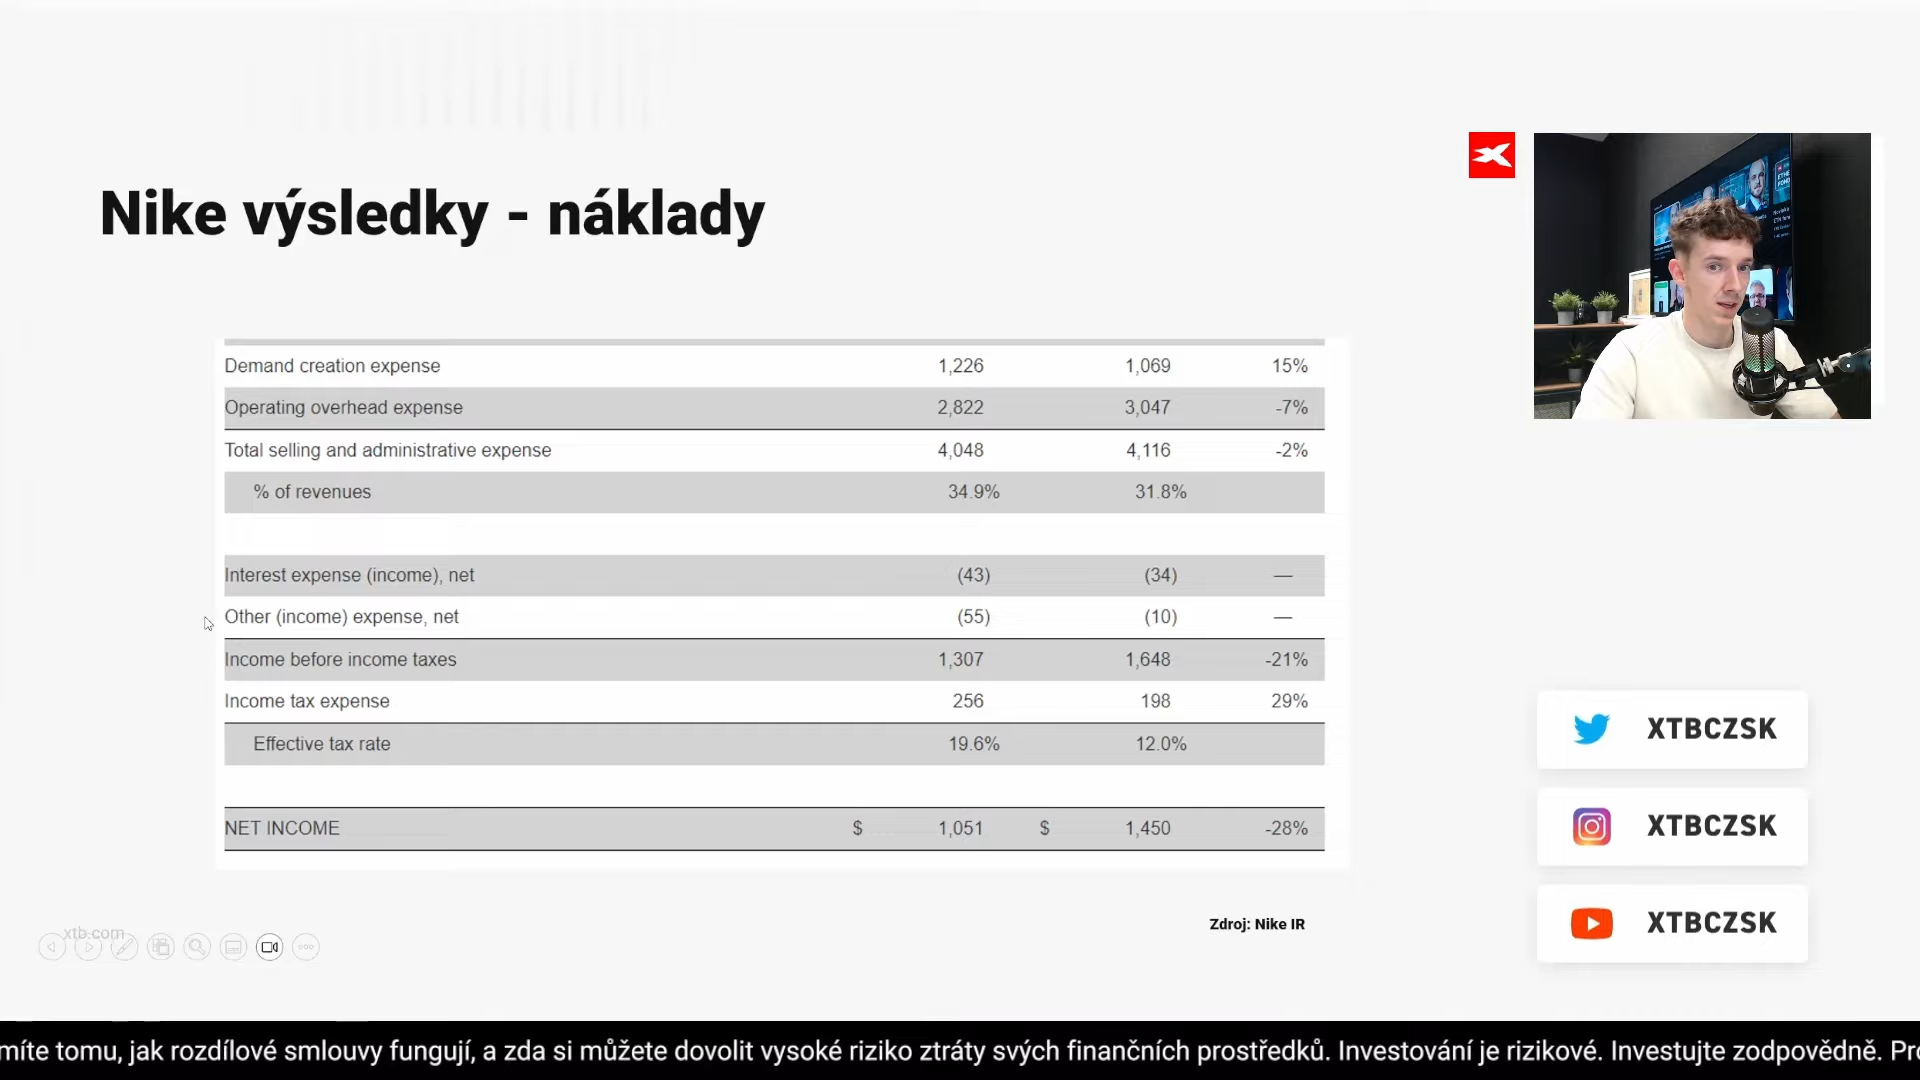 Nike výsledky - náklady
Demand creation expense 1,226 1,069 15%
Operating overhead expense 2,822 3,047 -7%
Total selling and administrative expense 4,048 4,116 -2%
% of revenues 34.9% 31.8%
Interest expense (income), net (43) (34) —
Other (income) expense, net (55) (10) —
Income before income taxes 1,307 1,648 -21%
Income tax expense 256 198 29%
Effective tax rate 19.6% 12.0%
NET INCOME $ 1,051 $ 1,450 -28%
Zdroj: Nike IR
xtb.com
XTBCZSK
XTBCZSK
XTBCZSK
míte tomu, jak rozdílové smlouvy fungují, a zda si můžete dovolit vysoké riziko ztráty svých finančních prostředků. Investování je rizikové. Investujte zodpovědně. Pro